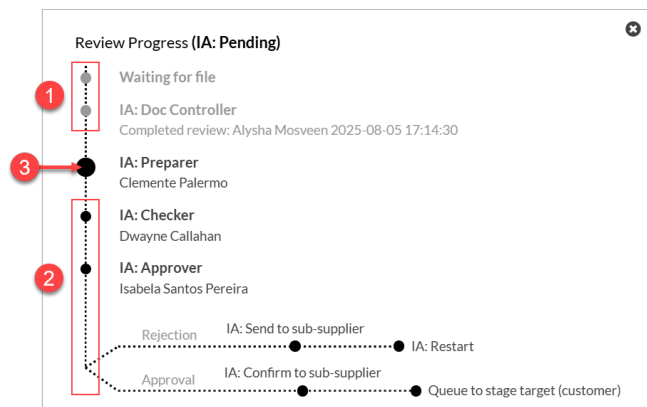 Review Progress (IA: Pending)
Waiting for file
1
IA: Doc Controller
Completed review: Alysha Mosveen 2025-08-05 17:14:30
3
IA: Preparer
Clemente Palermo
IA: Checker
Dwayne Callahan
2
IA: Approver
Isabela Santos Pereira
Rejection
IA: Send to sub-supplier
IA: Restart
Approval
IA: Confirm to sub-supplier
Queue to stage target (customer)